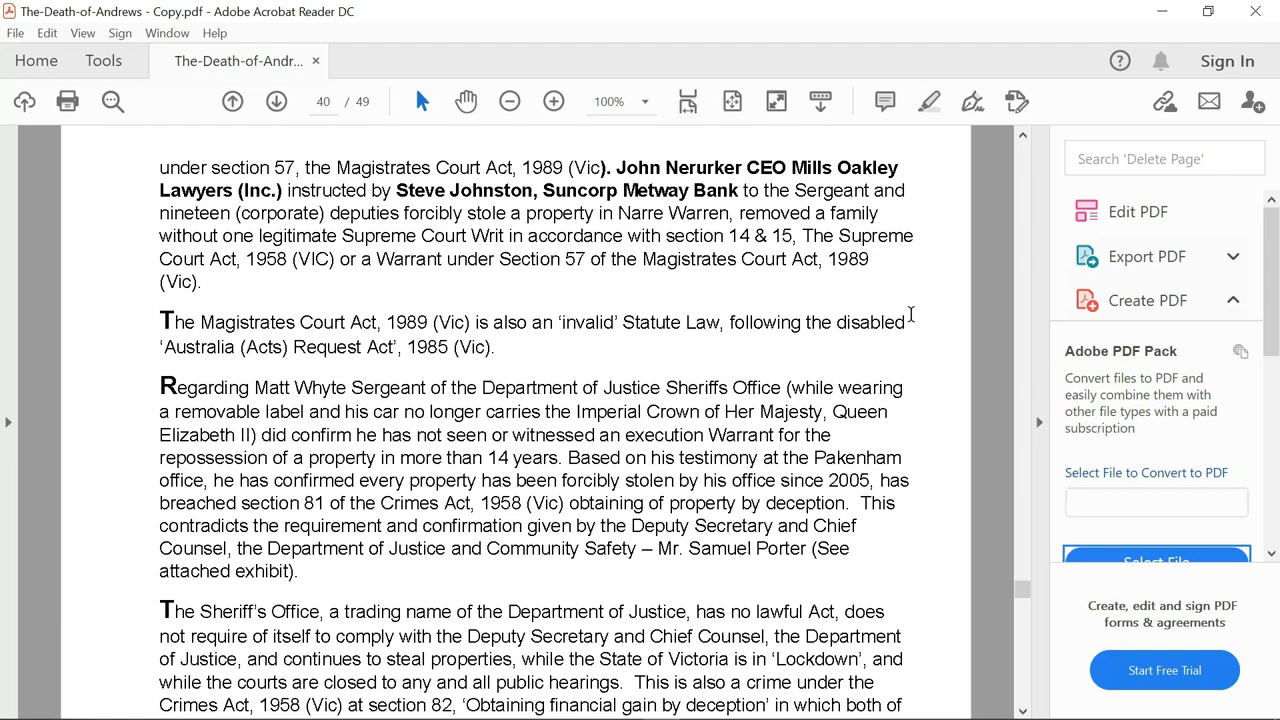 The-Death-of-Andrews - Copy.pdf - Adobe Acrobat Reader DC
File Edit View Sign Window Help
Home Tools The-Death-of-Andr... × Sign In
40 / 49 100%
under section 57, the Magistrates Court Act, 1989 (Vic). John Nerurker CEO Mills Oakley
Lawyers (Inc.) instructed by Steve Johnston, Suncorp Metway Bank to the Sergeant and
nineteen (corporate) deputies forcibly stole a property in Narre Warren, removed a family
without one legitimate Supreme Court Writ in accordance with section 14 & 15, The Supreme
Court Act, 1958 (VIC) or a Warrant under Section 57 of the Magistrates Court Act, 1989
(Vic).
The Magistrates Court Act, 1989 (Vic) is also an ‘invalid’ Statute Law, following the disabled
‘Australia (Acts) Request Act’, 1985 (Vic).
Regarding Matt Whyte Sergeant of the Department of Justice Sheriffs Office (while wearing
a removable label and his car no longer carries the Imperial Crown of Her Majesty, Queen
Elizabeth II) did confirm he has not seen or witnessed an execution Warrant for the
repossession of a property in more than 14 years. Based on his testimony at the Pakenham
office, he has confirmed every property has been forcibly stolen by his office since 2005, has
breached section 81 of the Crimes Act, 1958 (Vic) obtaining of property by deception. This
contradicts the requirement and confirmation given by the Deputy Secretary and Chief
Counsel, the Department of Justice and Community Safety – Mr. Samuel Porter (See
attached exhibit).
The Sheriff’s Office, a trading name of the Department of Justice, has no lawful Act, does
not require of itself to comply with the Deputy Secretary and Chief Counsel, the Department
of Justice, and continues to steal properties, while the State of Victoria is in ‘Lockdown’, and
while the courts are closed to any and all public hearings. This is also a crime under the
Crimes Act, 1958 (Vic) at section 82, ‘Obtaining financial gain by deception’ in which both of
Search 'Delete Page'
Edit PDF
Export PDF
Create PDF
Adobe PDF Pack
Convert files to PDF and
easily combine them with
other file types with a paid
subscription
Select File to Convert to PDF
Select File
Create, edit and sign PDF
forms & agreements
Start Free Trial